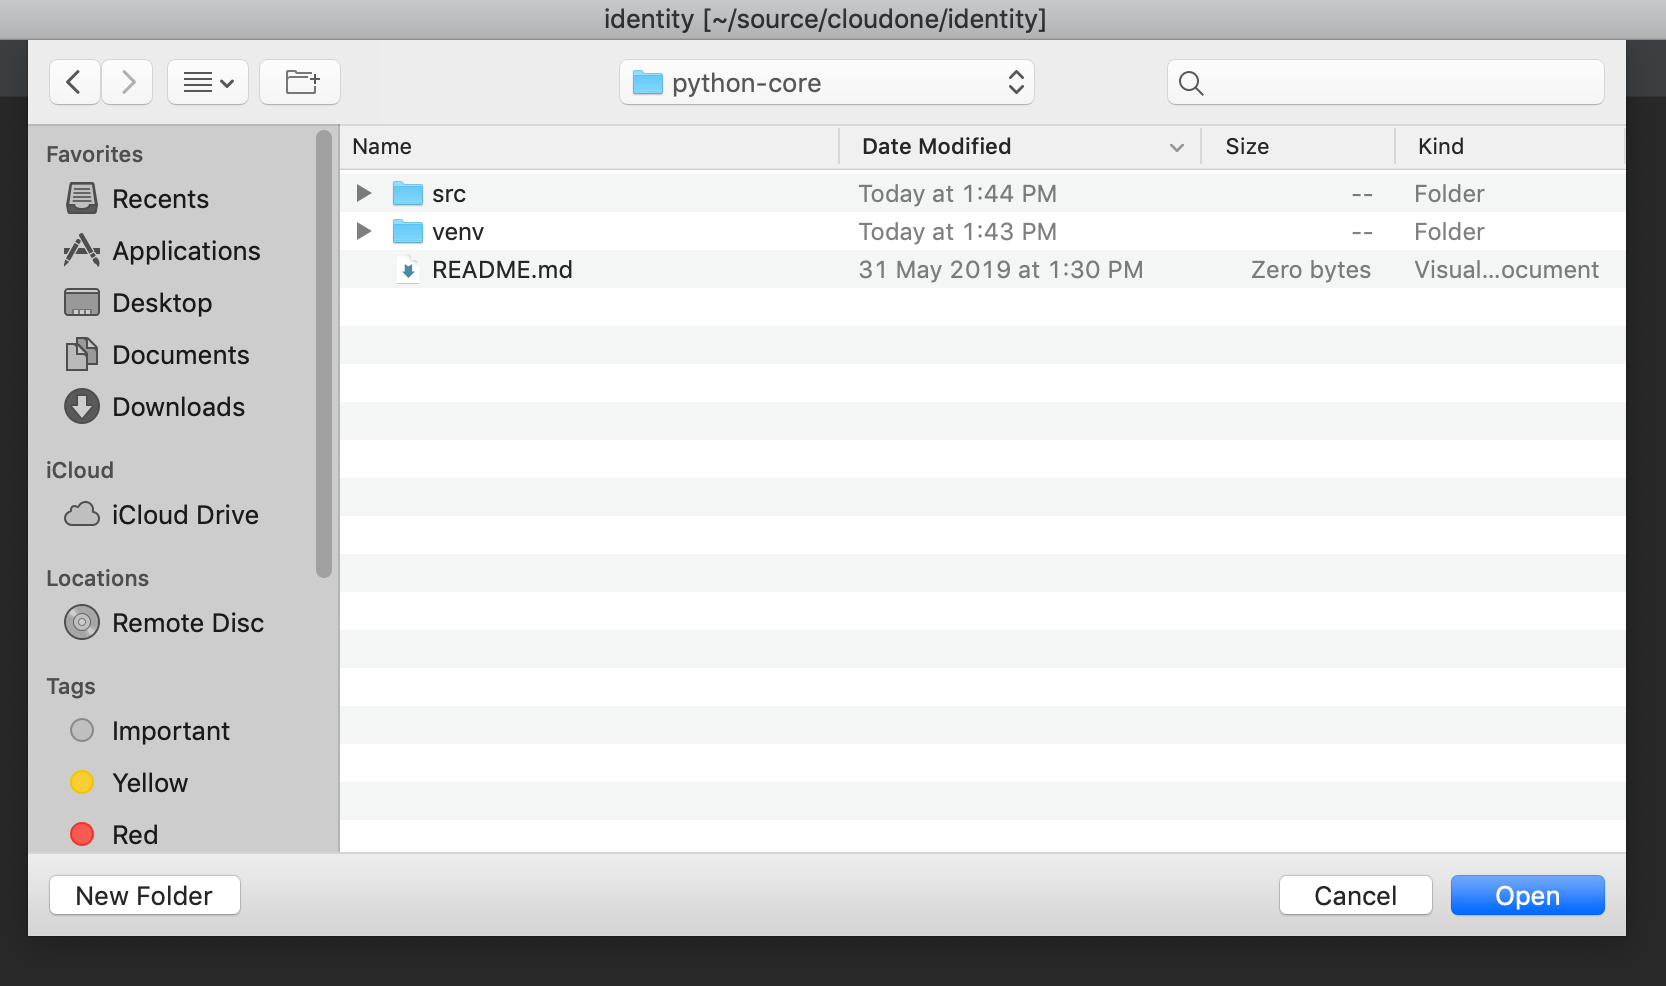 identity [~/source/cloudone/identity]
python-core
Favorites
Recents
Applications
Desktop
Documents
Downloads
iCloud
iCloud Drive
Locations
Remote Disc
Tags
Important
Yellow
Red
Name Date Modified Size Kind
src Today at 1:44 PM -- Folder
venv Today at 1:43 PM -- Folder
README.md 31 May 2019 at 1:30 PM Zero bytes Visual...ocument
New Folder Cancel Open